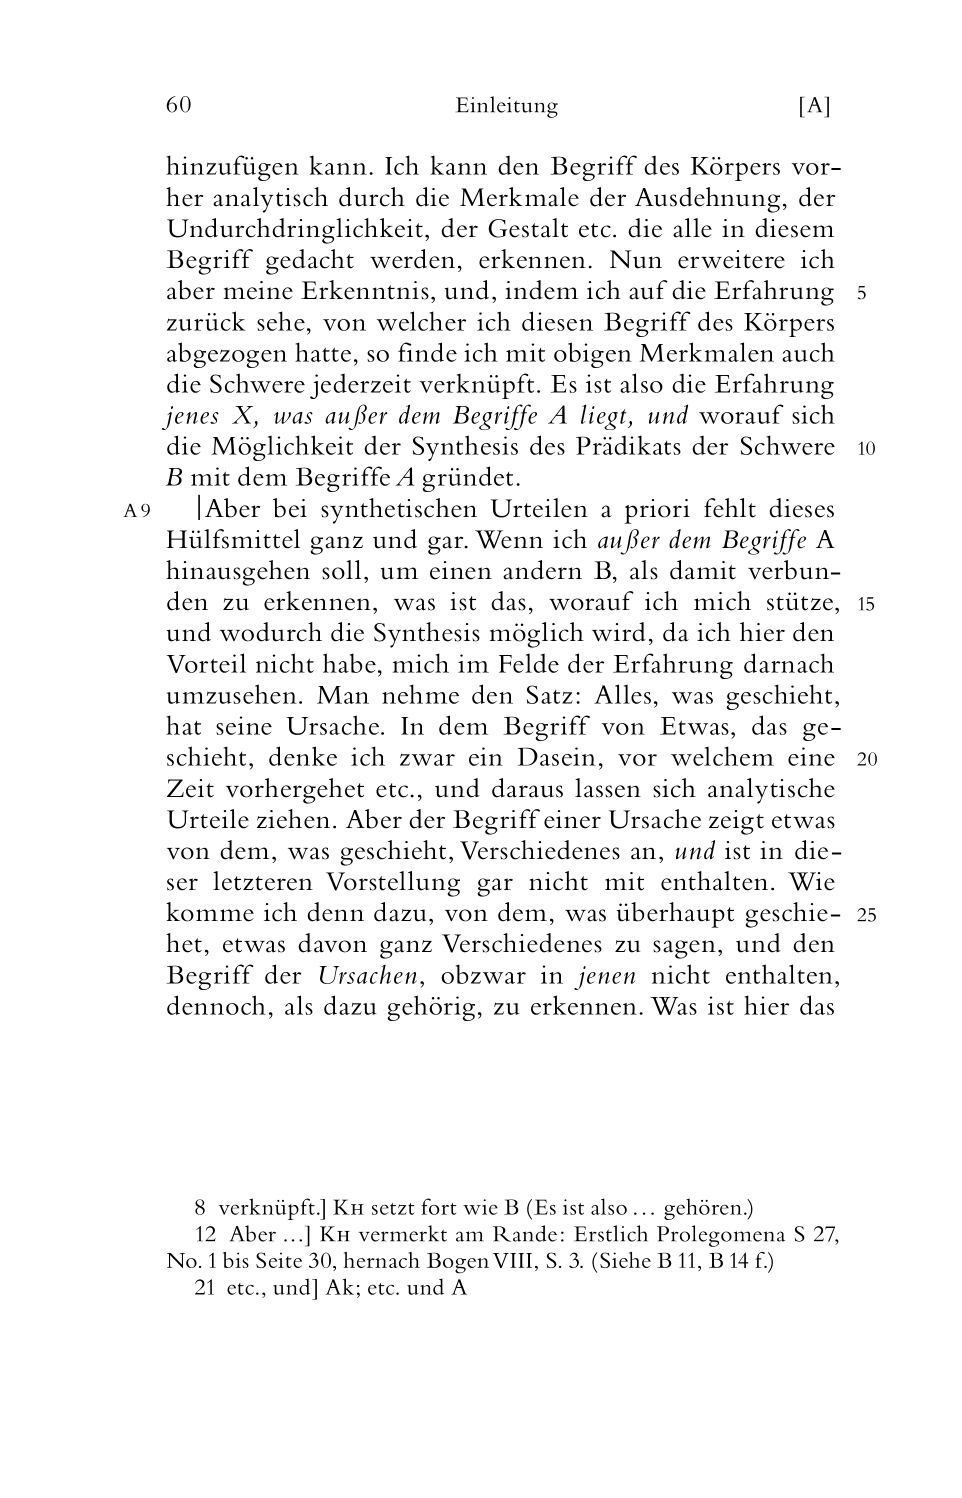 60 Einleitung [A]
hinzufügen kann. Ich kann den Begriff des Körpers vor-
her analytisch durch die Merkmale der Ausdehnung, der
Undurchdringlichkeit, der Gestalt etc. die alle in diesem
Begriff gedacht werden, erkennen. Nun erweitere ich
aber meine Erkenntnis, und, indem ich auf die Erfahrung 5
zurück sehe, von welcher ich diesen Begriff des Körpers
abgezogen hatte, so finde ich mit obigen Merkmalen auch
die Schwere jederzeit verknüpft. Es ist also die Erfahrung
jenes X, was außer dem Begriffe A liegt, und worauf sich
die Möglichkeit der Synthesis des Prädikats der Schwere 10
B mit dem Begriffe A gründet.
A 9 |Aber bei synthetischen Urteilen a priori fehlt dieses
Hülfsmittel ganz und gar. Wenn ich außer dem Begriffe A
hinausgehen soll, um einen andern B, als damit verbun-
den zu erkennen, was ist das, worauf ich mich stütze, 15
und wodurch die Synthesis möglich wird, da ich hier den
Vorteil nicht habe, mich im Felde der Erfahrung darnach
umzusehen. Man nehme den Satz: Alles, was geschieht,
hat seine Ursache. In dem Begriff von Etwas, das ge-
schieht, denke ich zwar ein Dasein, vor welchem eine 20
Zeit vorhergehet etc., und daraus lassen sich analytische
Urteile ziehen. Aber der Begriff einer Ursache zeigt etwas
von dem, was geschieht, Verschiedenes an, und ist in die-
ser letzteren Vorstellung gar nicht mit enthalten. Wie
komme ich denn dazu, von dem, was überhaupt geschie- 25
het, etwas davon ganz Verschiedenes zu sagen, und den
Begriff der Ursachen, obzwar in jenen nicht enthalten,
dennoch, als dazu gehörig, zu erkennen. Was ist hier das
8 verknüpft.] KH setzt fort wie B (Es ist also … gehören.)
12 Aber …] KH vermerkt am Rande: Erstlich Prolegomena S 27,
No. 1 bis Seite 30, hernach Bogen VIII, S. 3. (Siehe B 11, B 14 f.)
21 etc., und] Ak; etc. und A